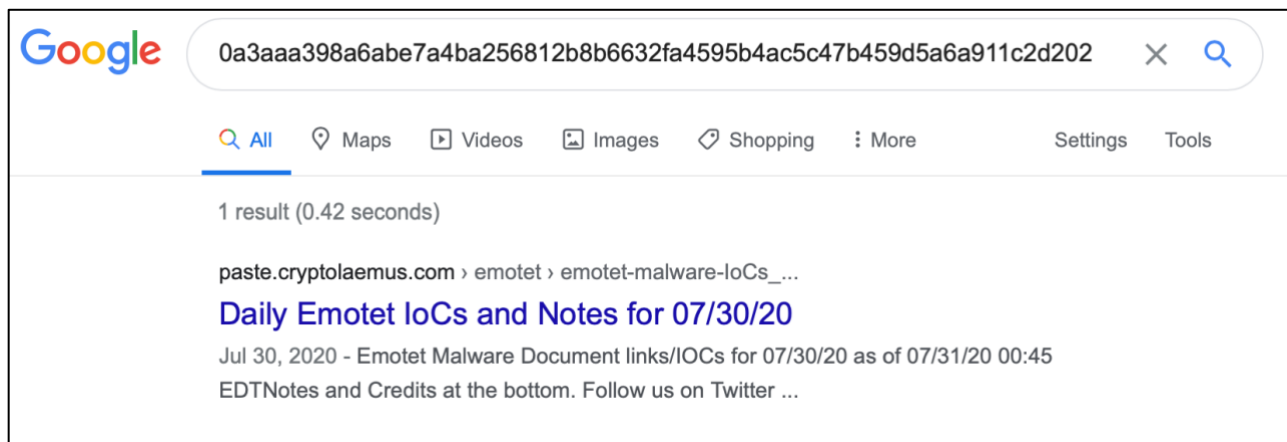 Google
0a3aaa398a6abe7a4ba256812b8b6632fa4595b4ac5c47b459d5a6a911c2d202
All Maps Videos Images Shopping More Settings Tools
1 result (0.42 seconds)
paste.cryptolaemus.com › emotet › emotet-malware-IoCs_...
Daily Emotet IoCs and Notes for 07/30/20
Jul 30, 2020 - Emotet Malware Document links/IOCs for 07/30/20 as of 07/31/20 00:45
EDTNotes and Credits at the bottom. Follow us on Twitter ...